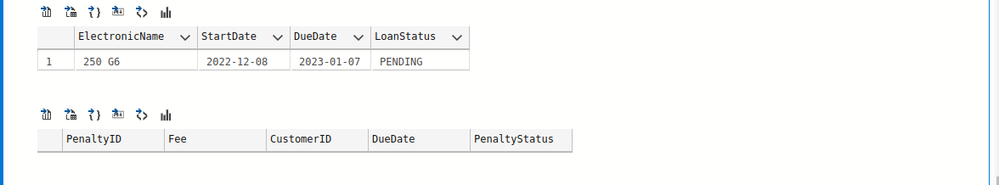 ElectronicName StartDate DueDate LoanStatus
1 250 G6 2022-12-08 2023-01-07 PENDING
PenaltyID Fee CustomerID DueDate PenaltyStatus